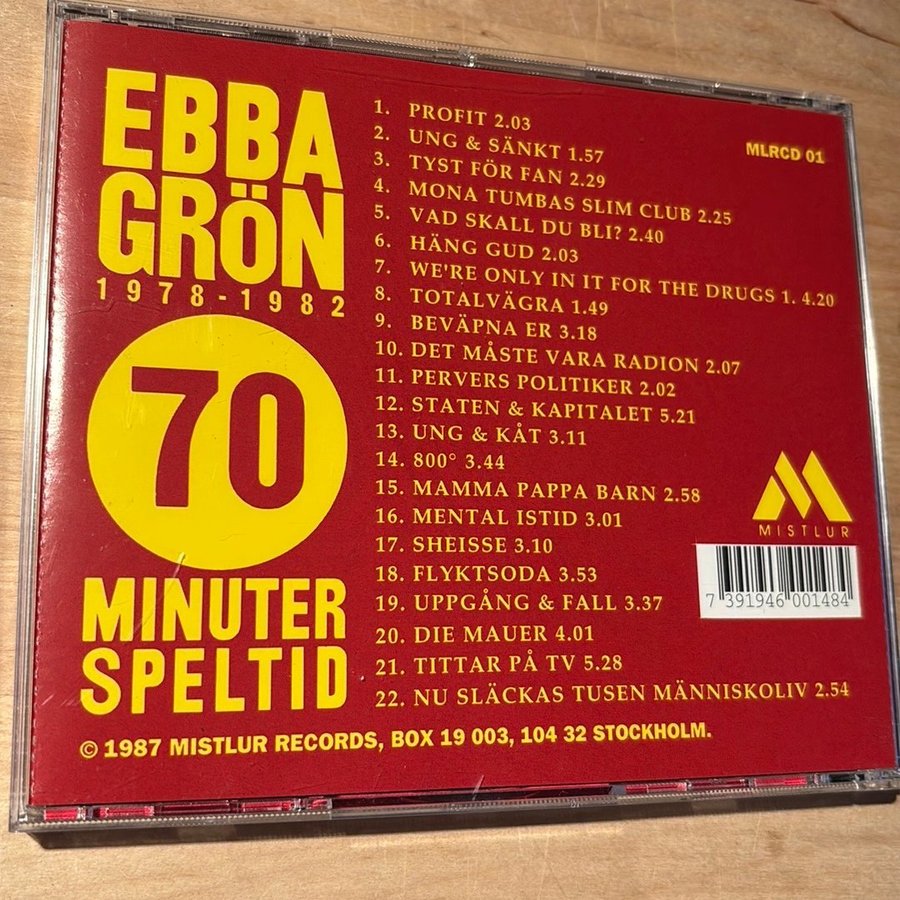 EBBA
GRÖN
1978-1982
70
MINUTER
SPELTID
1. PROFIT 2.03
2. UNG & SÄNKT 1.57
3. TYST FÖR FAN 2.29
4. MONA TUMBAS SLIM CLUB 2.25
5. VAD SKALL DU BLI? 2.40
6. HÄNG GUD 2.03
7. WE'RE ONLY IN IT FOR THE DRUGS 1. 4.20
8. TOTALVÄGRA 1.49
9. BEVÄPNA ER 3.18
10. DET MÅSTE VARA RADION 2.07
11. PERVERS POLITIKER 2.02
12. STATEN & KAPITALET 5.21
13. UNG & KÅT 3.11
14. 800° 3.44
15. MAMMA PAPPA BARN 2.58
16. MENTAL ISTID 3.01
17. SHEISSE 3.10
18. FLYKTSODA 3.53
19. UPPGÅNG & FALL 3.37
20. DIE MAUER 4.01
21. TITTAR PÅ TV 5.28
22. NU SLÄCKAS TUSEN MÄNNISKOLIV 2.54
MLRCD 01
MISTLUR
7 391946 001484
© 1987 MISTLUR RECORDS, BOX 19 003, 104 32 STOCKHOLM.